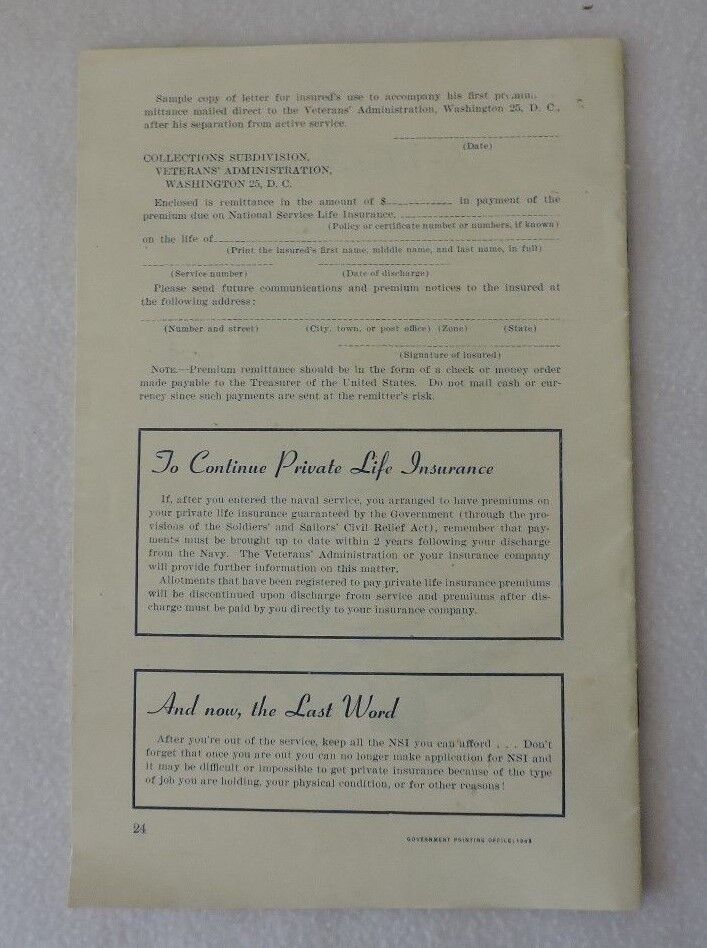 Sample copy of letter for insured's use to accompany his first
mittance mailed direct to the Veterans' Administration, Washington 25, D. C.,
after his separation from active service.
(Date)
COLLECTIONS SUBDIVISION,
VETERANS' ADMINISTRATION,
WASHINGTON 25, D. C.
Enclosed is remittance in the amount of $ in payment of the
premium due on National Service Life Insurance.
(Policy or certificate number or numbers, if known)
on the life of
(Print the insured's first name, middle name, and last name, in full)
(Service number) (Date of discharge)
Please send future communications and premium notices to the insured at
the following address:
(Number and street) (City, town, or post office) (Zone) (State)
(Signature of insured)
NOTE.—Premium remittance should be in the form of a check or money order
made payable to the Treasurer of the United States. Do not mail cash or cur-
rency since such payments are sent at the remitter's risk.
To Continue Private Life Insurance
If, after you entered the naval service, you arranged to have premiums on
your private life insurance guaranteed by the Government (through the pro-
visions of the Soldiers' and Sailors' Civil Relief Act), remember that pay-
ments must be brought up to date within 2 years following your discharge
from the Navy. The Veterans' Administration or your insurance company
will provide further information on this matter.
Allotments that have been registered to pay private life insurance premiums
will be discontinued upon discharge from service and premiums after dis-
charge must be paid by you directly to your insurance company.
And now, the Last Word
After you're out of the service, keep all the NSI you can afford . . . Don't
forget that once you are out you can no longer make application for NSI and
it may be difficult or impossible to get private insurance because of the type
of job you are holding, your physical condition, or for other reasons!
24
GOVERNMENT PRINTING OFFICE: